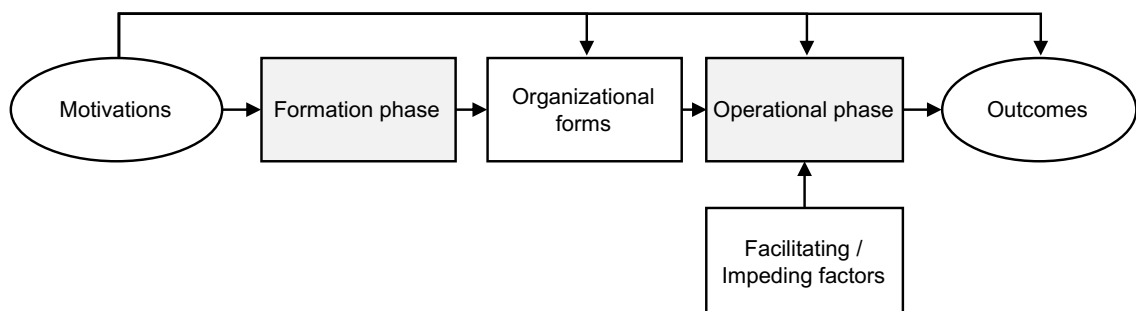 Motivations
Formation phase
Organizational
forms
Operational phase
Outcomes
Facilitating /
Impeding factors